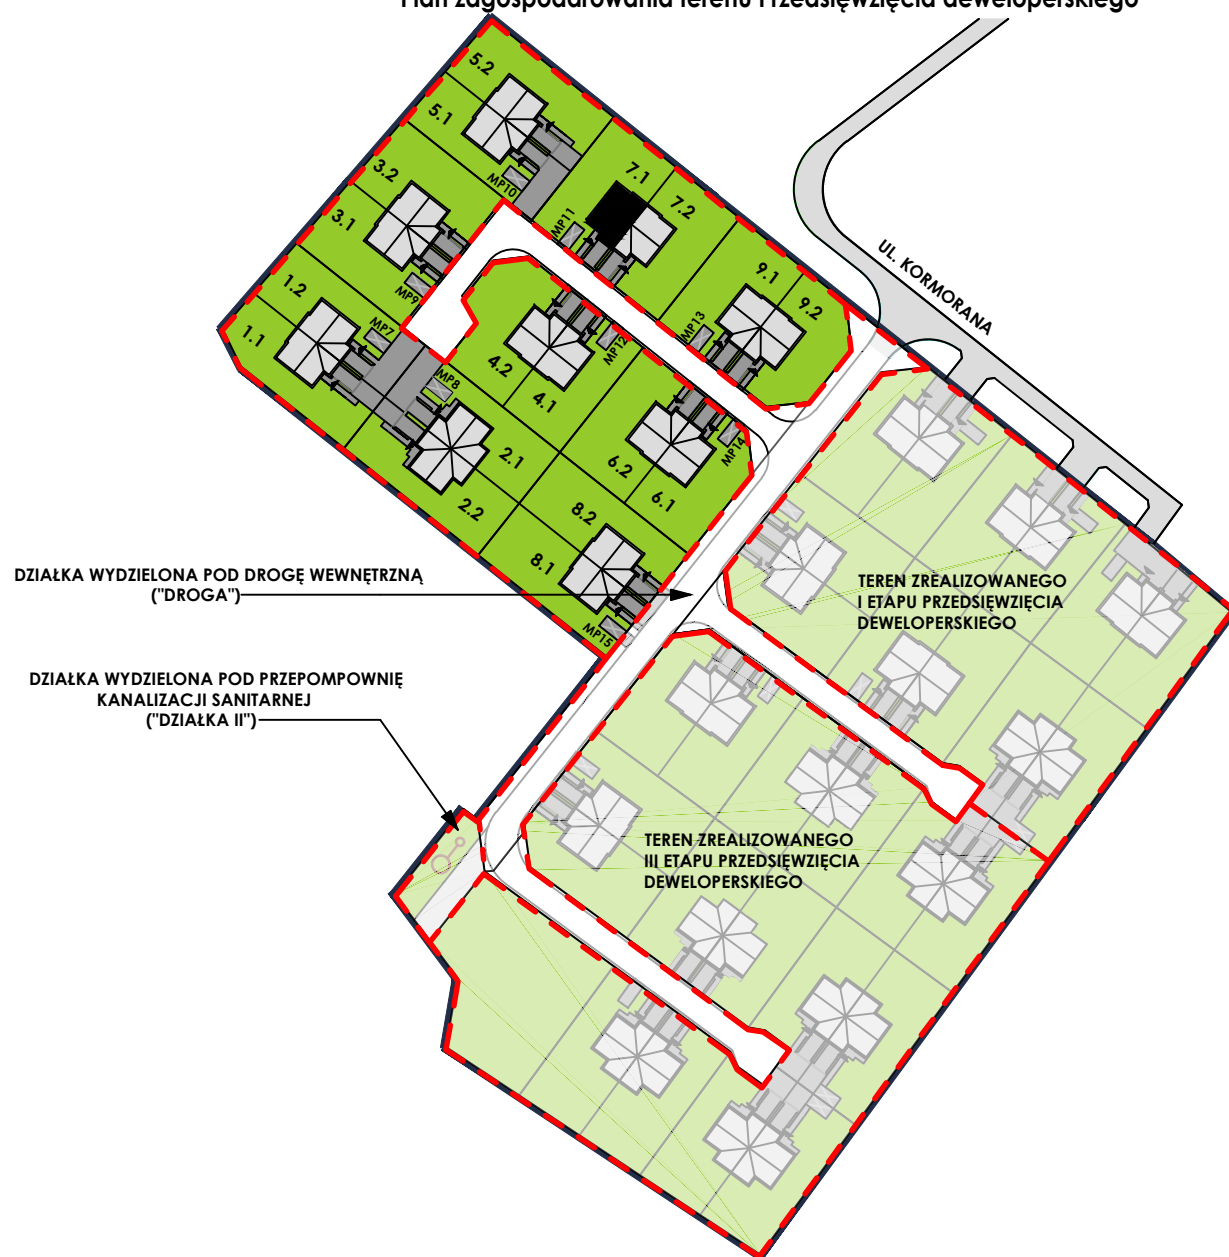 Plan zagospodarowania terenu Przedsięwzięcia deweloperskiego
5.2
5.1
3.2
3.1
1.2
1.1
MP10
MP11
7.1
7.2
9.1
9.2
UL. KORMORANA
MP9
MP7
MP8
MP12
MP13
4.2
4.1
MP14
6.2
6.1
2.1
2.2
8.2
8.1
MP15
DZIAŁKA WYDZIELONA POD DROGĘ WEWNĘTRZNĄ
("DROGA")
TEREN ZREALIZOWANEGO
I ETAPU PRZEDSIĘWZIĘCIA
DEWELOPERSKIEGO
DZIAŁKA WYDZIELONA POD PRZEPOMPOWNIĘ
KANALIZACJI SANITARNEJ
("DZIAŁKA II")
TEREN ZREALIZOWANEGO
III ETAPU PRZEDSIĘWZIĘCIA
DEWELOPERSKIEGO